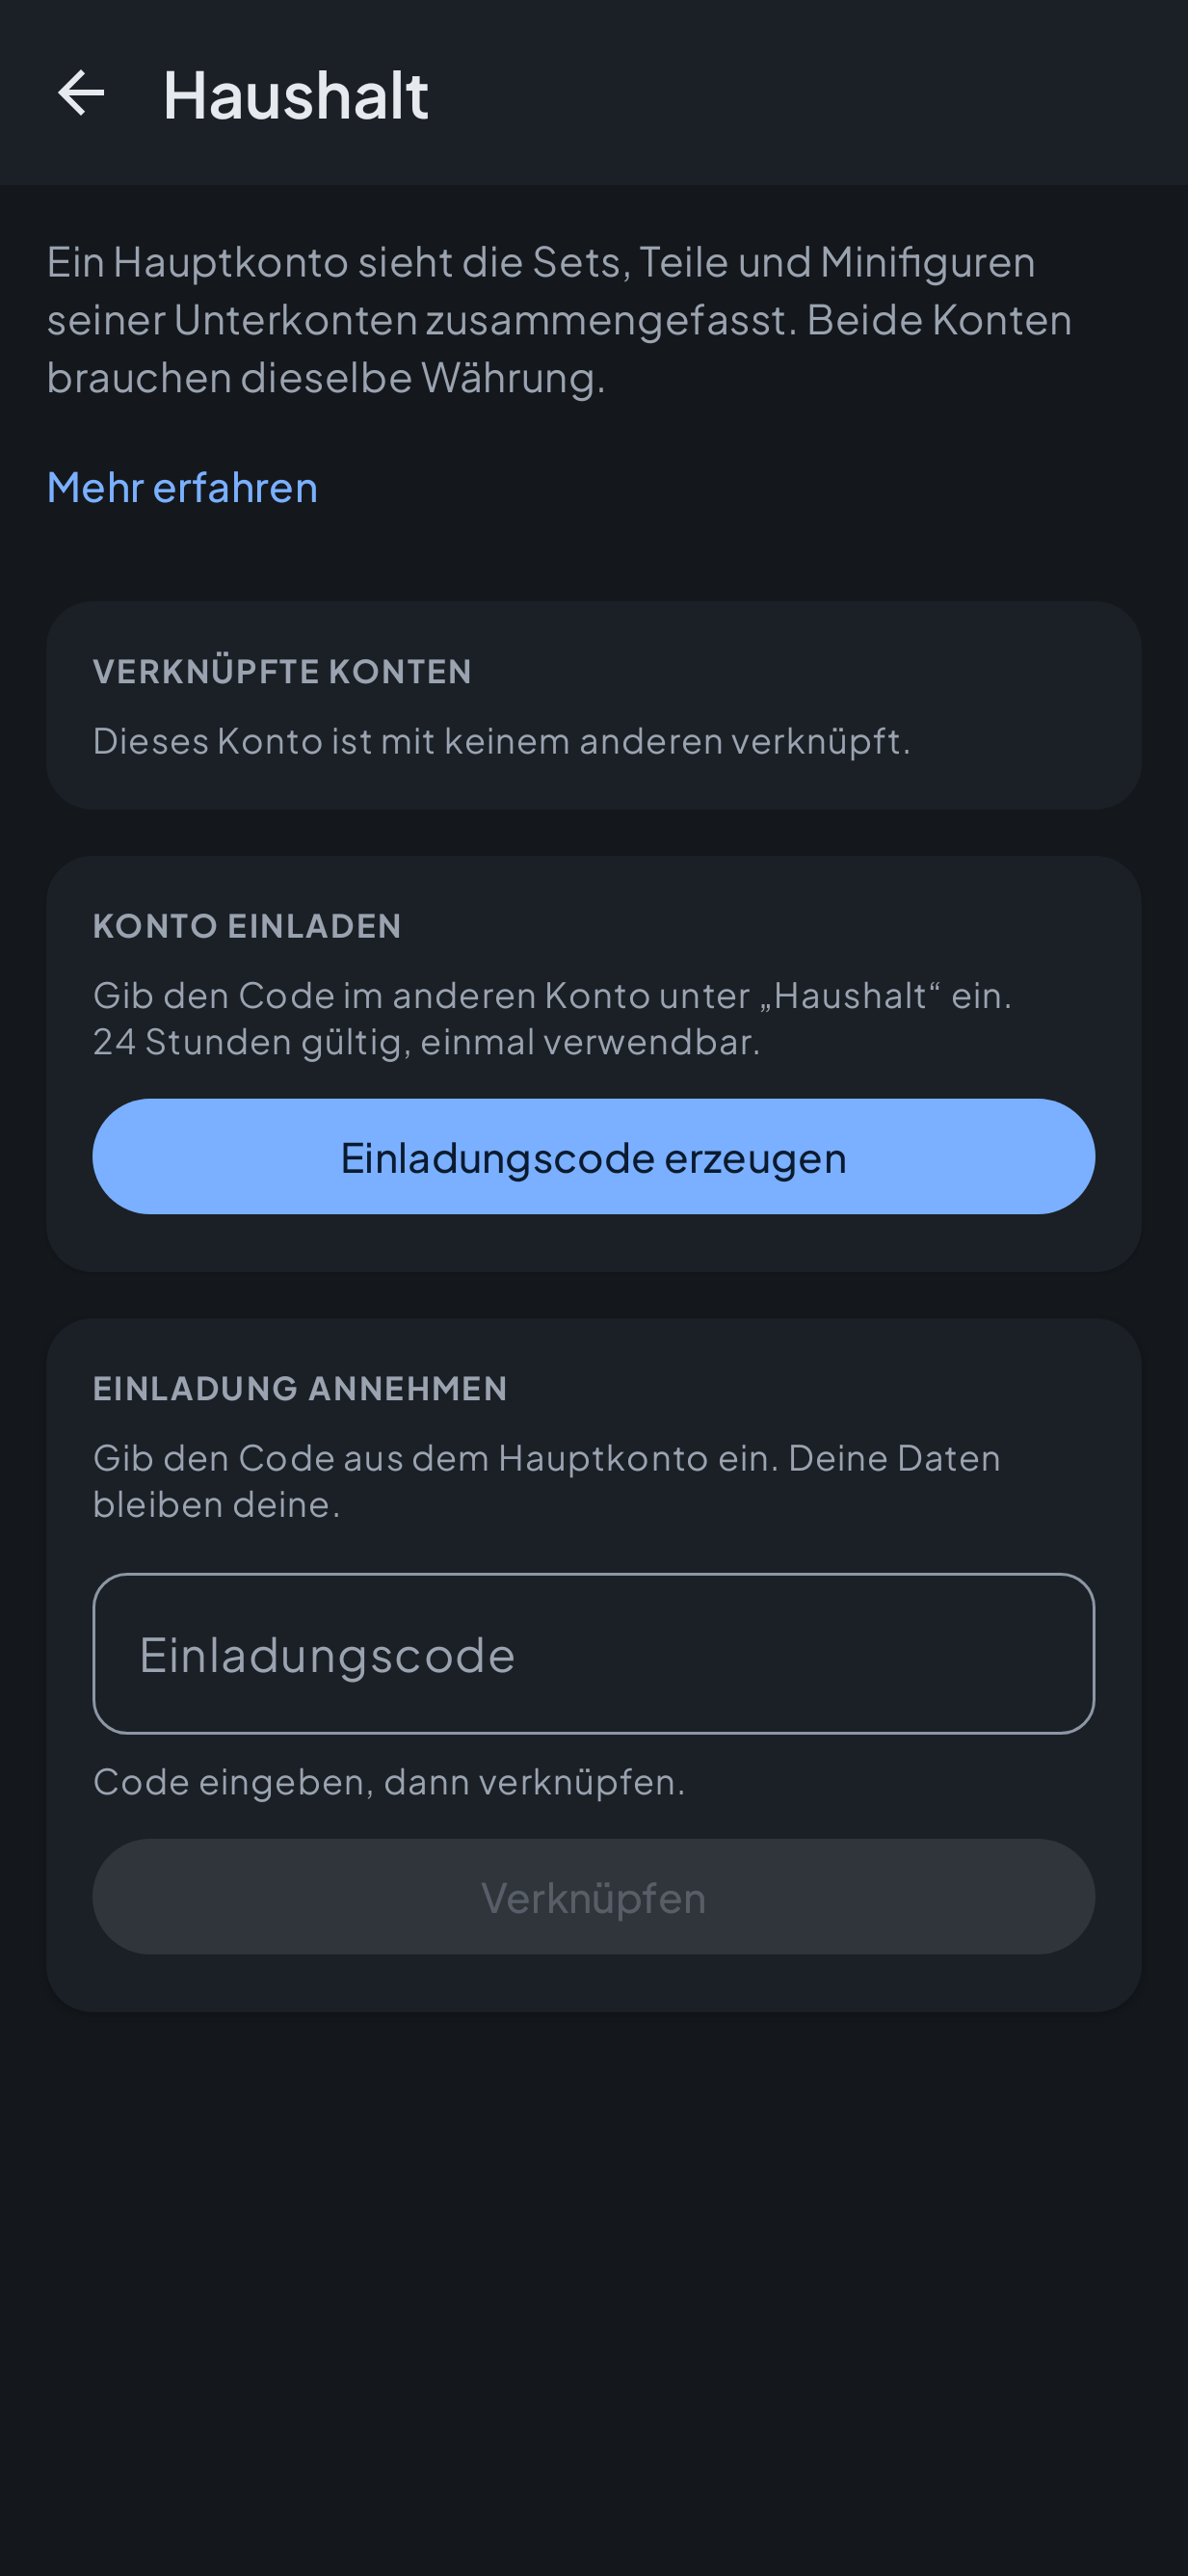 Haushalt
Ein Hauptkonto sieht die Sets, Teile und Minifiguren
seiner Unterkonten zusammengefasst. Beide Konten
brauchen dieselbe Währung.
Mehr erfahren
VERKNÜPFTE KONTEN
Dieses Konto ist mit keinem anderen verknüpft.
KONTO EINLADEN
Gib den Code im anderen Konto unter „Haushalt“ ein.
24 Stunden gültig, einmal verwendbar.
Einladungscode erzeugen
EINLADUNG ANNEHMEN
Gib den Code aus dem Hauptkonto ein. Deine Daten
bleiben deine.
Einladungscode
Code eingeben, dann verknüpfen.
Verknüpfen